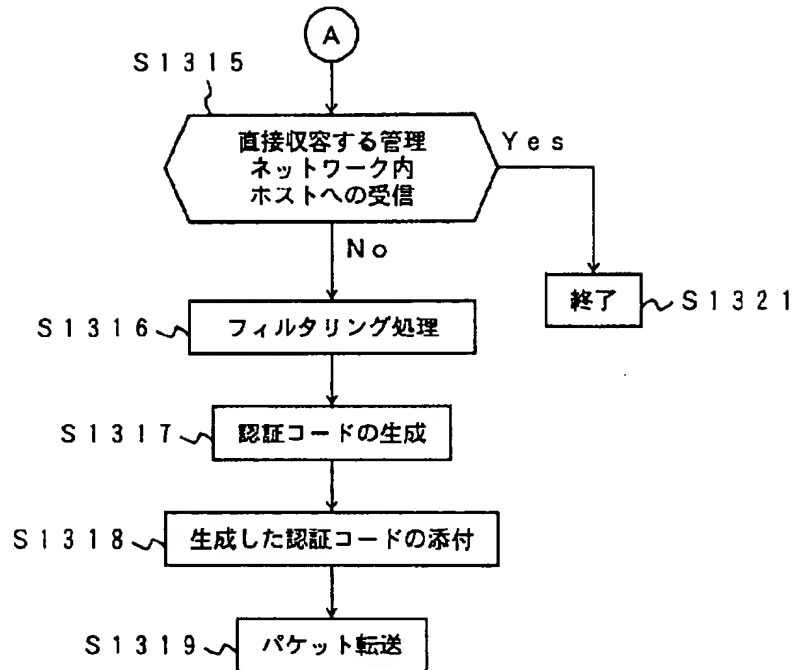 A
S1315
直接収容する管理
ネットワーク内
ホストへの受信
Yes
No
終了
S1321
S1316
フィルタリング処理
S1317
認証コードの生成
S1318
生成した認証コードの添付
S1319
パケット転送